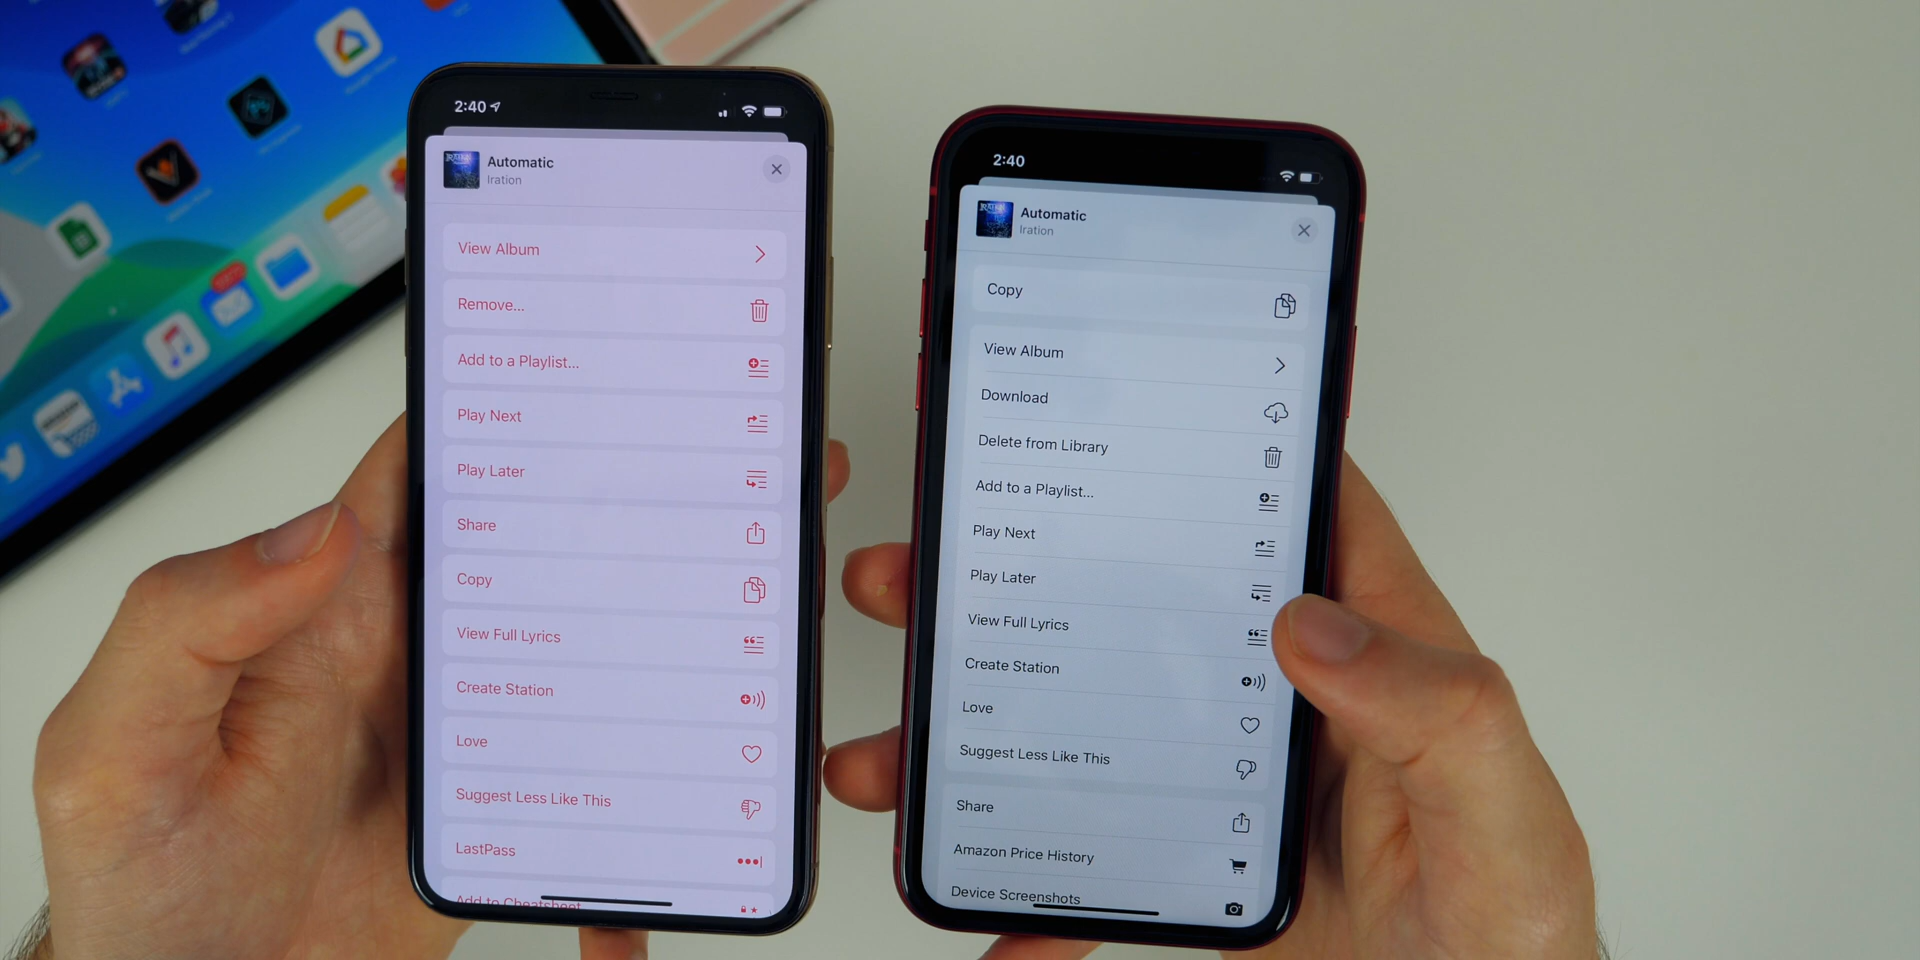 2:40
Automatic
Iration
View Album
Remove...
Add to a Playlist...
Play Next
Play Later
Share
Copy
View Full Lyrics
Create Station
Love
Suggest Less Like This
LastPass
Add to Cheatsheet
2:40
Automatic
Iration
Copy
View Album
Download
Delete from Library
Add to a Playlist...
Play Next
Play Later
View Full Lyrics
Create Station
Love
Suggest Less Like This
Share
Amazon Price History
Device Screenshots